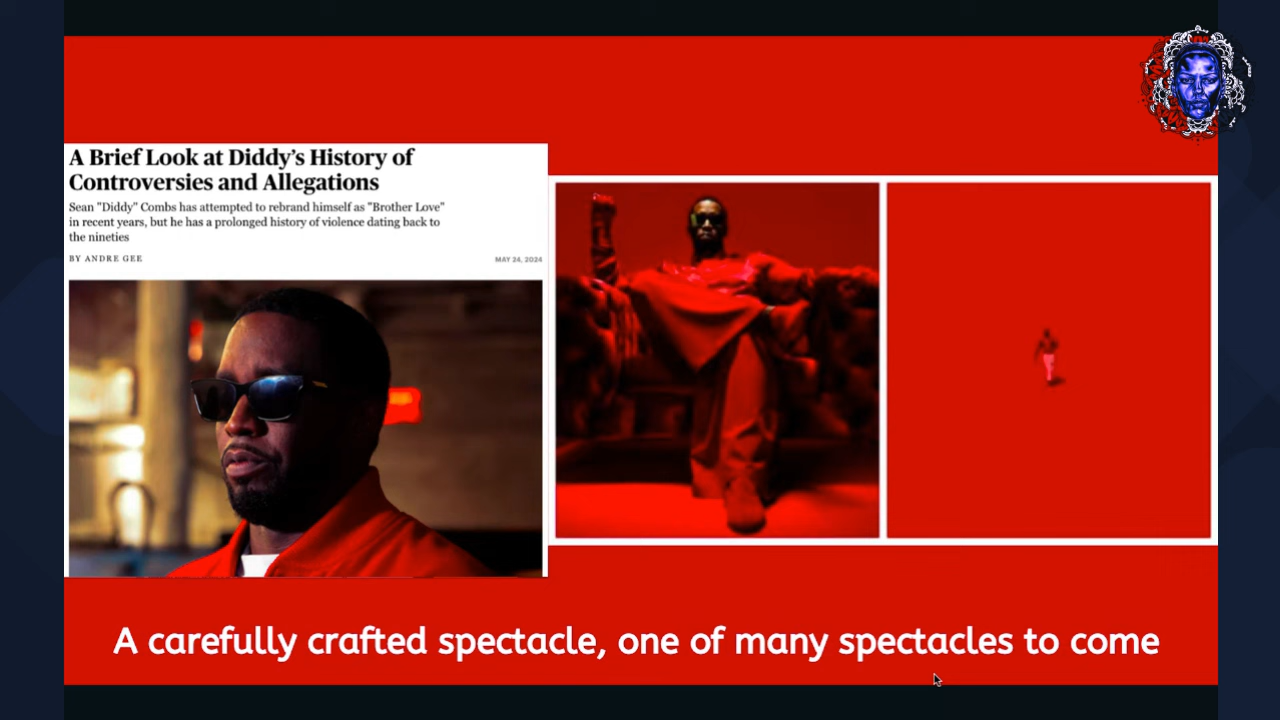 A Brief Look at Diddy’s History of
Controversies and Allegations
Sean "Diddy" Combs has attempted to rebrand himself as "Brother Love"
in recent years, but he has a prolonged history of violence dating back to
the nineties
BY ANDRE GEE
MAY 24, 2024
A carefully crafted spectacle, one of many spectacles to come